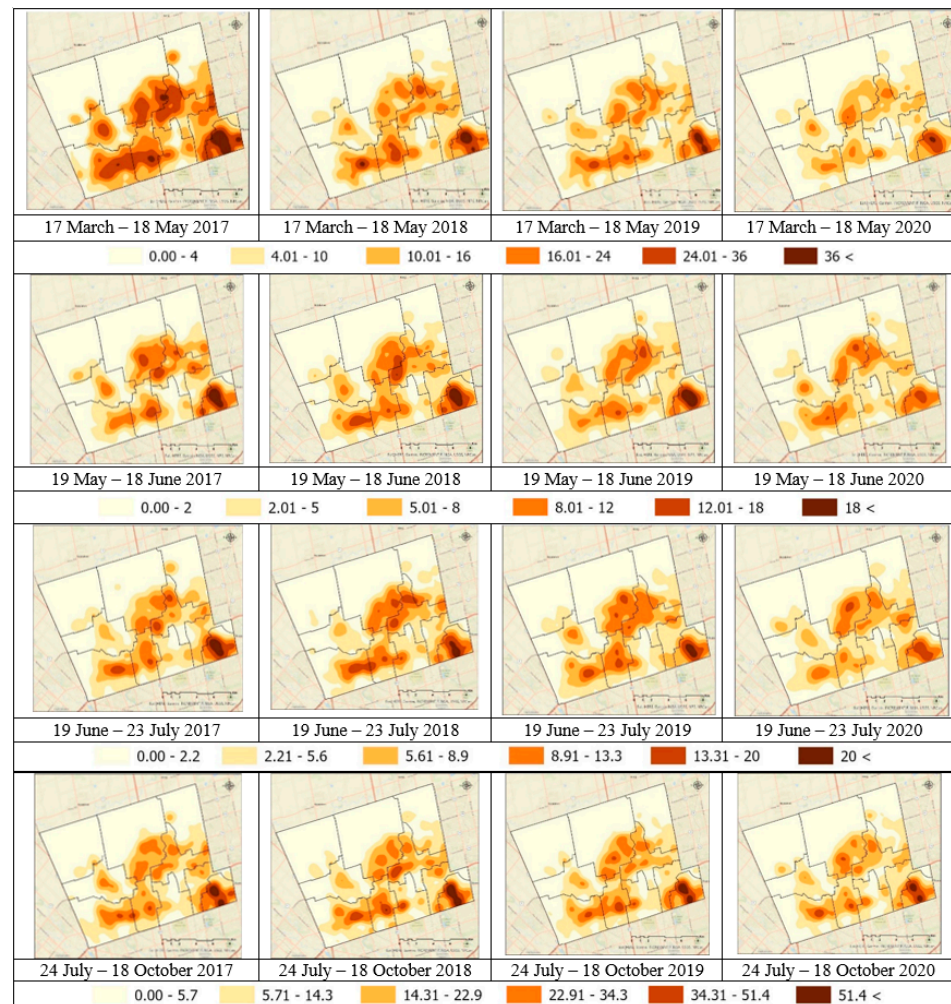 17 March – 18 May 2017 17 March - 18 May 2018 17 March - 18 May 2019 17 March - 18 May 2020
0.00 - 4 4.01 - 10 10.01 - 16 16.01 - 24 24.01 - 36 36 <
19 May – 18 June 2017 19 May – 18 June 2018 19 May – 18 June 2019 19 May – 18 June 2020
0.00 - 2 2.01 - 5 5.01 - 8 8.01 - 12 12.01 - 18 18 <
19 June – 23 July 2017 19 June – 23 July 2018 19 June – 23 July 2019 19 June – 23 July 2020
0.00 - 2.2 2.21 - 5.6 5.61 - 8.9 8.91 - 13.3 13.31 - 20 20 <
24 July – 18 October 2017 24 July – 18 October 2018 24 July – 18 October 2019 24 July – 18 October 2020
0.00 - 5.7 5.71 - 14.3 14.31 - 22.9 22.91 - 34.3 34.31 - 51.4 51.4 <